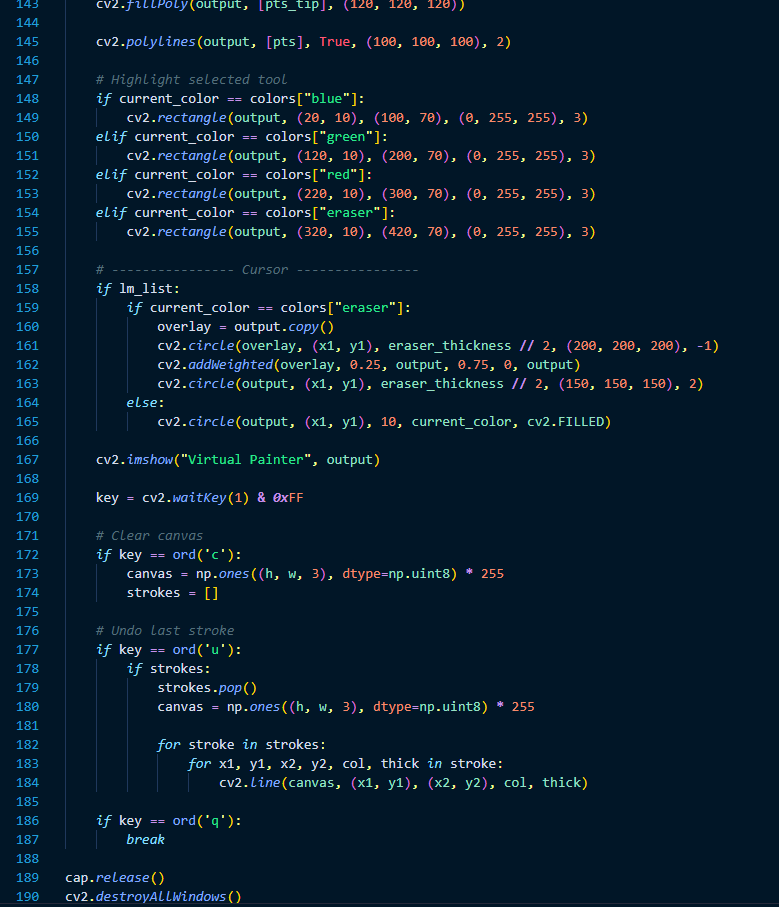 143 cv2.fillPoly(output, [pts_tip], (120, 120, 120))
144
145 cv2.polylines(output, [pts], True, (100, 100, 100), 2)
146
147 # Highlight selected tool
148 if current_color == colors["blue"]:
149 cv2.rectangle(output, (20, 10), (100, 70), (0, 255, 255), 3)
150 elif current_color == colors["green"]:
151 cv2.rectangle(output, (120, 10), (200, 70), (0, 255, 255), 3)
152 elif current_color == colors["red"]:
153 cv2.rectangle(output, (220, 10), (300, 70), (0, 255, 255), 3)
154 elif current_color == colors["eraser"]:
155 cv2.rectangle(output, (320, 10), (420, 70), (0, 255, 255), 3)
156
157 # ---------------- Cursor ----------------
158 if lm_list:
159 if current_color == colors["eraser"]:
160 overlay = output.copy()
161 cv2.circle(overlay, (x1, y1), eraser_thickness // 2, (200, 200, 200), -1)
162 cv2.addWeighted(overlay, 0.25, output, 0.75, 0, output)
163 cv2.circle(output, (x1, y1), eraser_thickness // 2, (150, 150, 150), 2)
164 else:
165 cv2.circle(output, (x1, y1), 10, current_color, cv2.FILLED)
166
167 cv2.imshow("Virtual Painter", output)
168
169 key = cv2.waitKey(1) & 0xFF
170
171 # Clear canvas
172 if key == ord('c'):
173 canvas = np.ones((h, w, 3), dtype=np.uint8) * 255
174 strokes = []
175
176 # Undo last stroke
177 if key == ord('u'):
178 if strokes:
179 strokes.pop()
180 canvas = np.ones((h, w, 3), dtype=np.uint8) * 255
181
182 for stroke in strokes:
183 for x1, y1, x2, y2, col, thick in stroke:
184 cv2.line(canvas, (x1, y1), (x2, y2), col, thick)
185
186 if key == ord('q'):
187 break
188
189 cap.release()
190 cv2.destroyAllWindows()